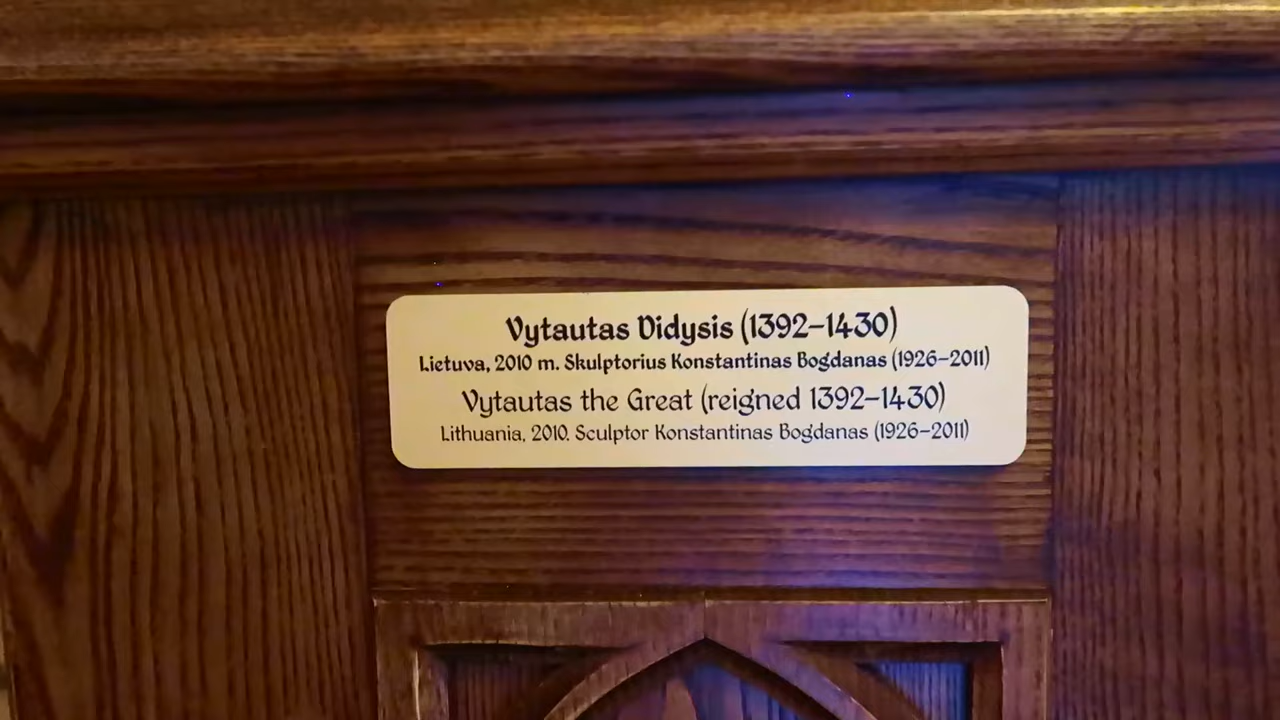 Vytautas Didysis (1392–1430)
Lietuva, 2010 m. Skulptorius Konstantinas Bogdanas (1926–2011)
Vytautas the Great (reigned 1392–1430)
Lithuania, 2010. Sculptor Konstantinas Bogdanas (1926–2011)